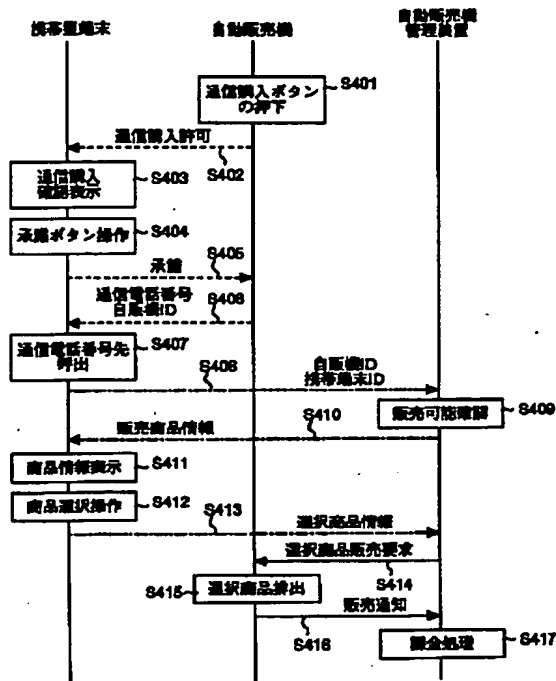 携帯型端末
自動販売機
自動販売機
管理装置
通信購入ボタン
の押下
S401
通信購入許可
S402
通信購入
確認表示
S403
承諾ボタン操作
S404
承諾
S405
通信電話番号
自販機ID
S406
通信電話番号先
呼出
S407
S408
自販機ID
携帯端末ID
販売可能確認
S409
販売商品情報
S410
商品情報表示
S411
商品選択操作
S412
S413
選択商品情報
選択商品販売要求
S414
S415
選択商品排出
販売通知
S416
課金処理
S417